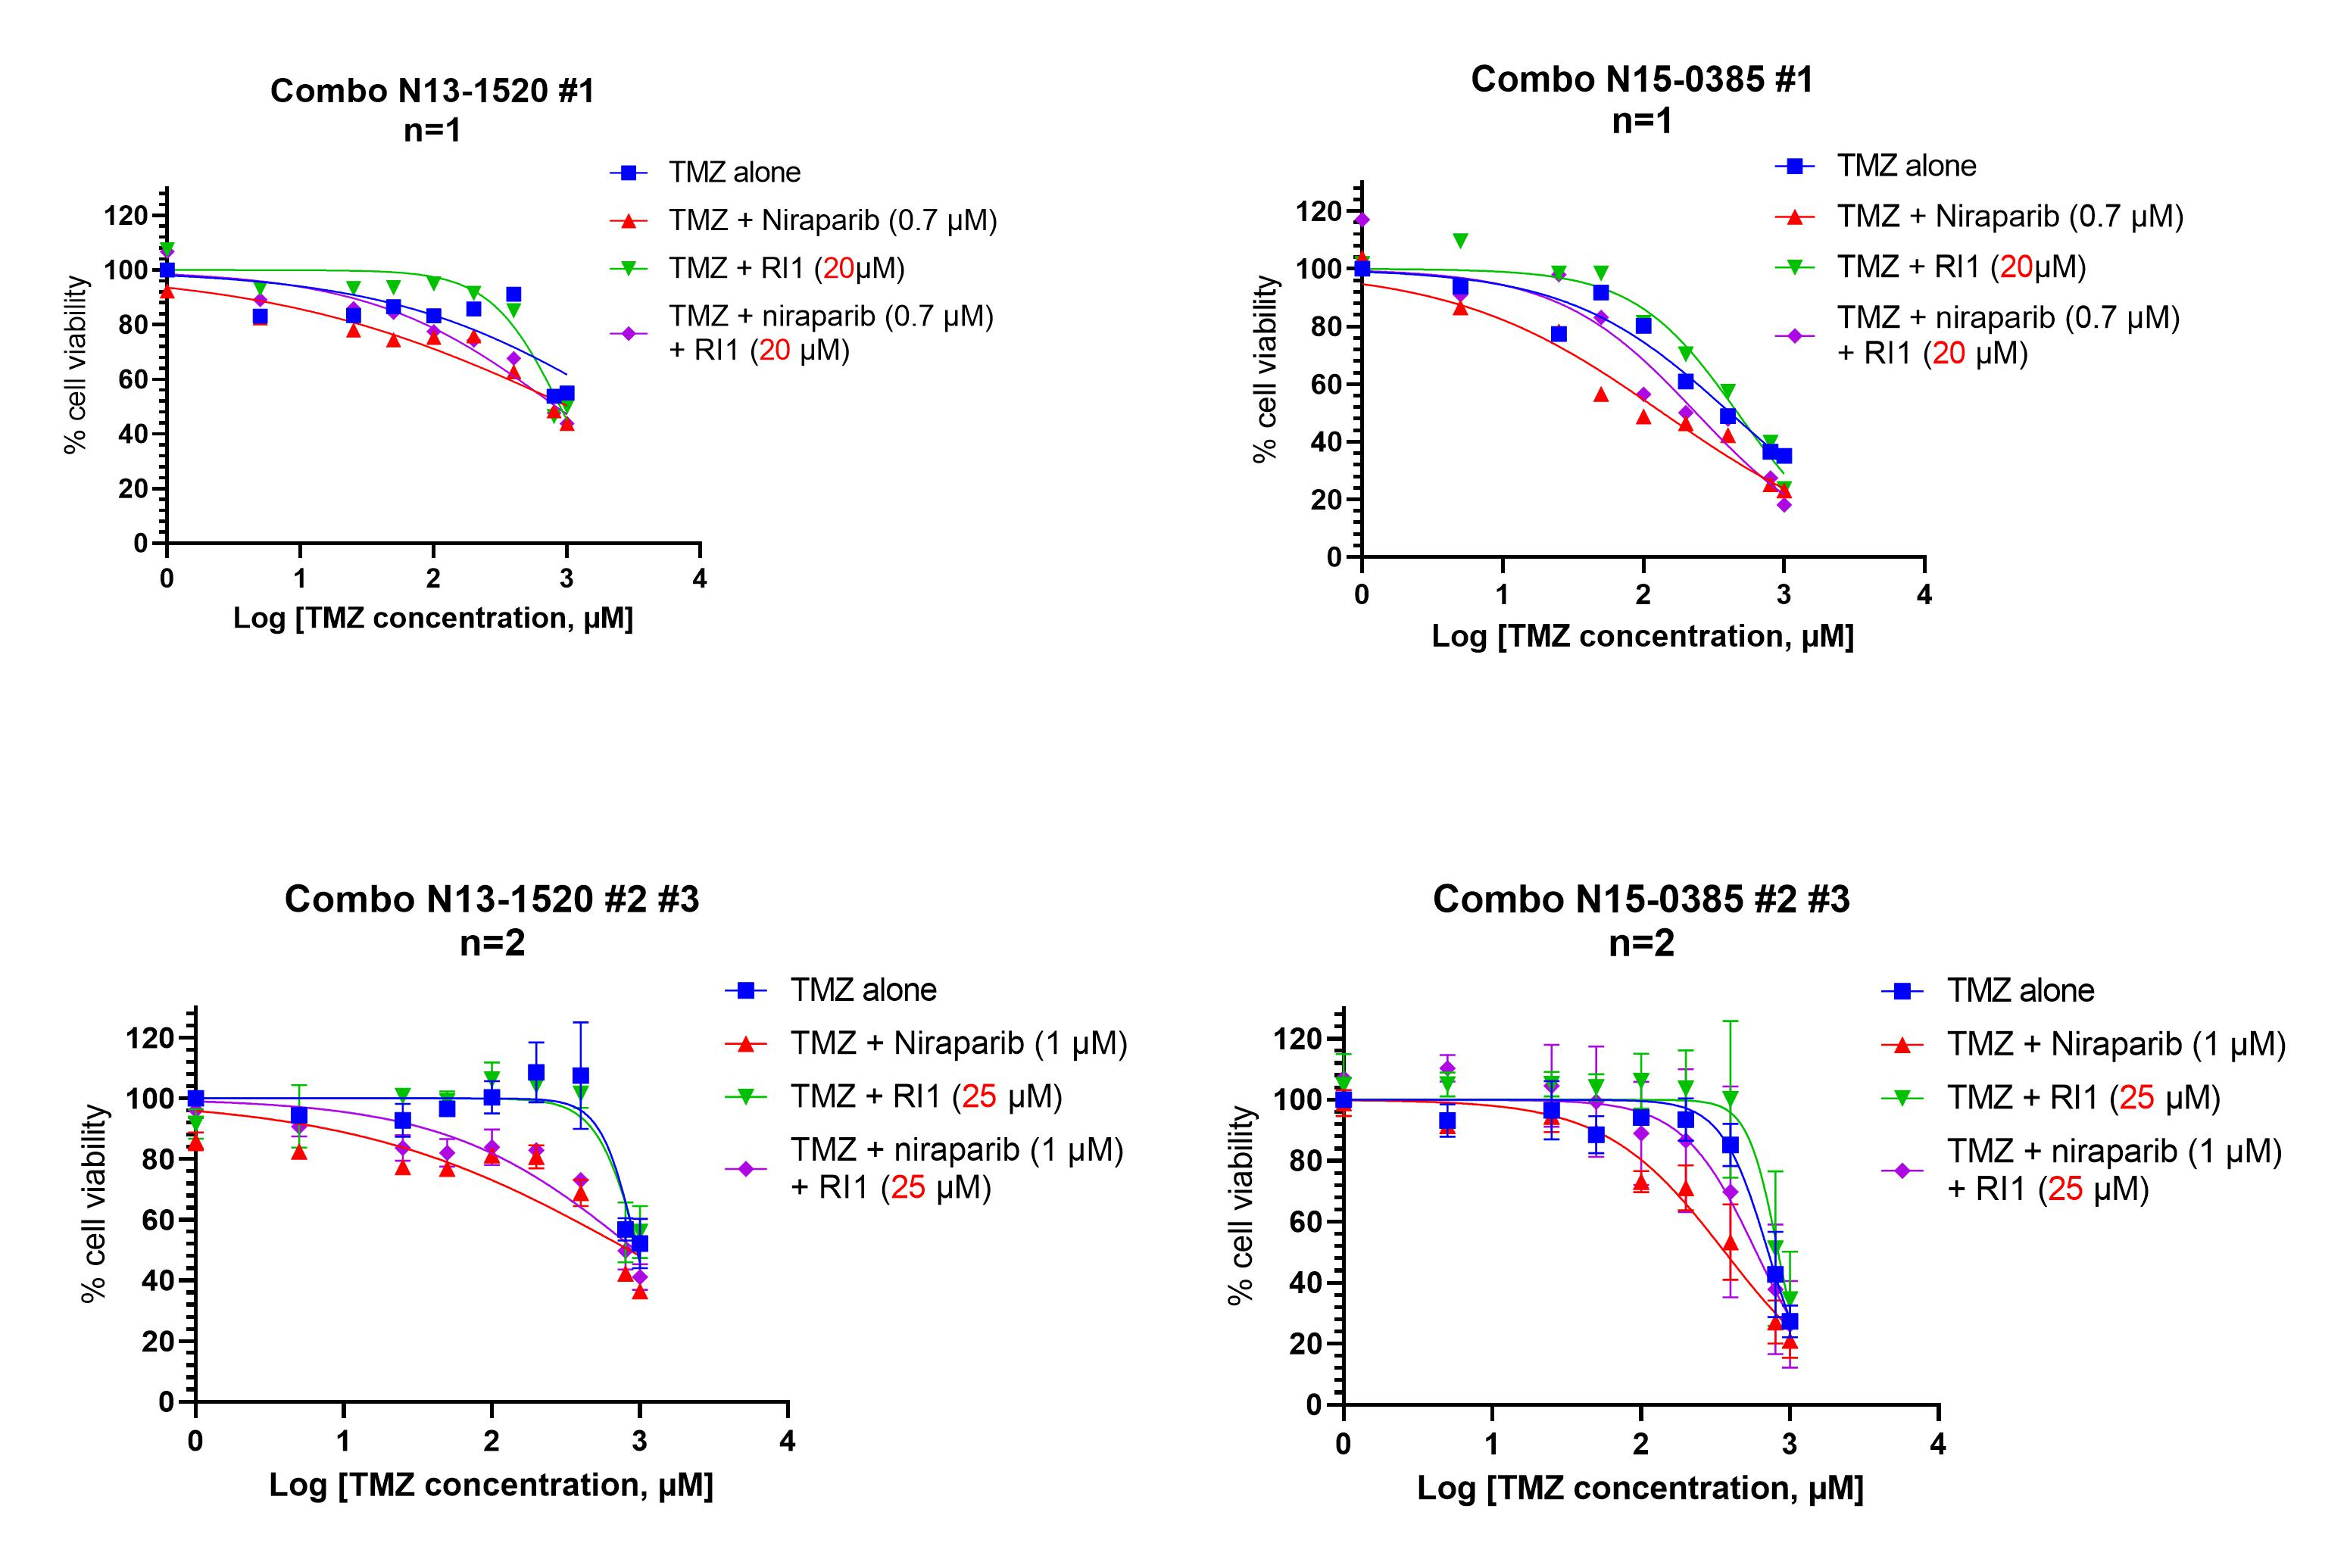 Combo N13-1520 #1
n=1
TMZ alone
TMZ + Niraparib (0.7 µM)
TMZ + RI1 (20µM)
TMZ + niraparib (0.7 µM)
+ RI1 (20 µM)
% cell viability
120
100
80
60
40
20
0
0 1 2 3 4
Log [TMZ concentration, µM]
Combo N15-0385 #1
n=1
TMZ alone
TMZ + Niraparib (0.7 µM)
TMZ + RI1 (20µM)
TMZ + niraparib (0.7 µM)
+ RI1 (20 µM)
% cell viability
120
100
80
60
40
20
0
0 1 2 3 4
Log [TMZ concentration, µM]
Combo N13-1520 #2 #3
n=2
TMZ alone
TMZ + Niraparib (1 µM)
TMZ + RI1 (25 µM)
TMZ + niraparib (1 µM)
+ RI1 (25 µM)
% cell viability
120
100
80
60
40
20
0
0 1 2 3 4
Log [TMZ concentration, µM]
Combo N15-0385 #2 #3
n=2
TMZ alone
TMZ + Niraparib (1 µM)
TMZ + RI1 (25 µM)
TMZ + niraparib (1 µM)
+ RI1 (25 µM)
% cell viability
120
100
80
60
40
20
0
0 1 2 3 4
Log [TMZ concentration, µM]